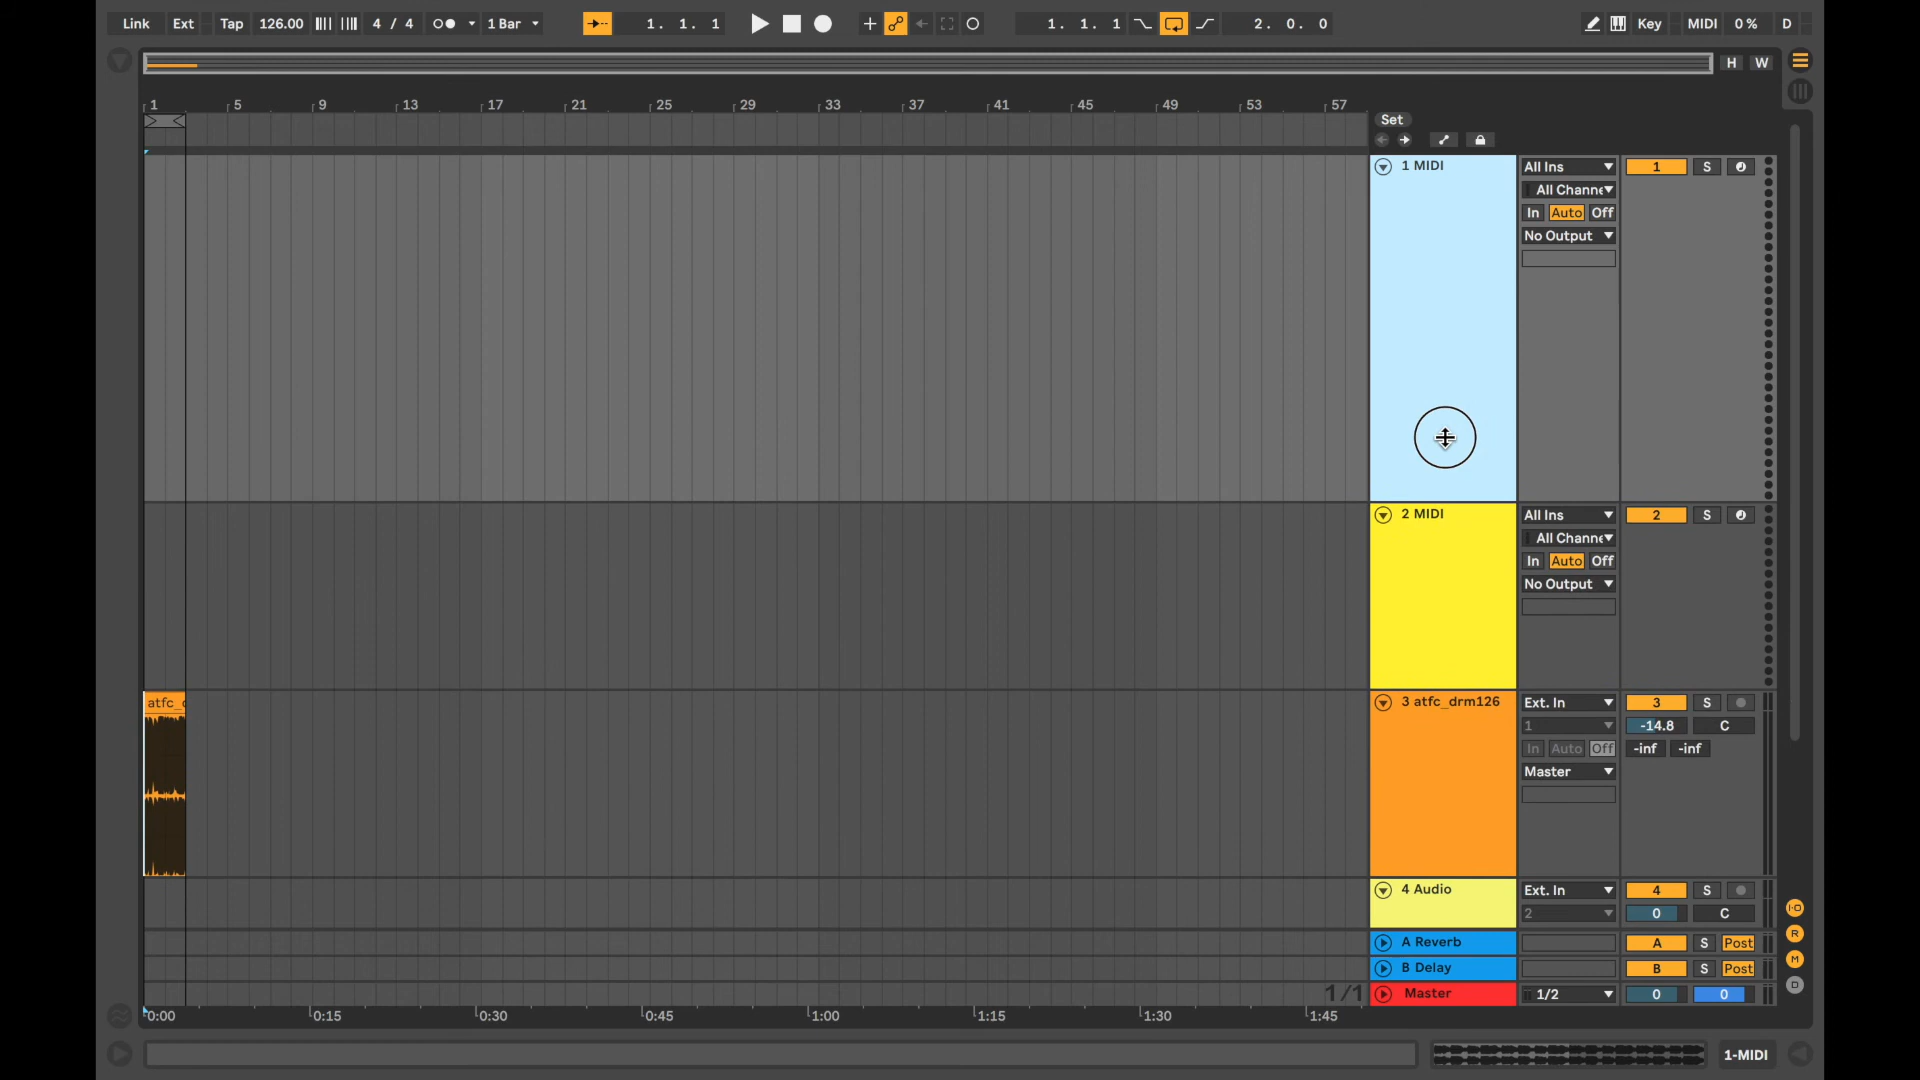 Link Ext Tap 126.00 4 / 4 1 Bar 1. 1. 1 1. 1. 1 2. 0. 0 Key MIDI 0 % D
H W
1 5 9 13 17 21 25 29 33 37 41 45 49 53 57
Set
1 MIDI All Ins 1 S
All Channe
In Auto Off
No Output
2 MIDI All Ins 2 S
All Channe
In Auto Off
No Output
atfc_d 3 atfc_drm126 Ext. In 3 S
1 -14.8 C
In Auto Off -inf -inf
Master
4 Audio Ext. In 4 S
2 0 C
A Reverb A S Post
B Delay B S Post
1/1 Master 1/2 0 0
0:00 0:15 0:30 0:45 1:00 1:15 1:30 1:45
1-MIDI